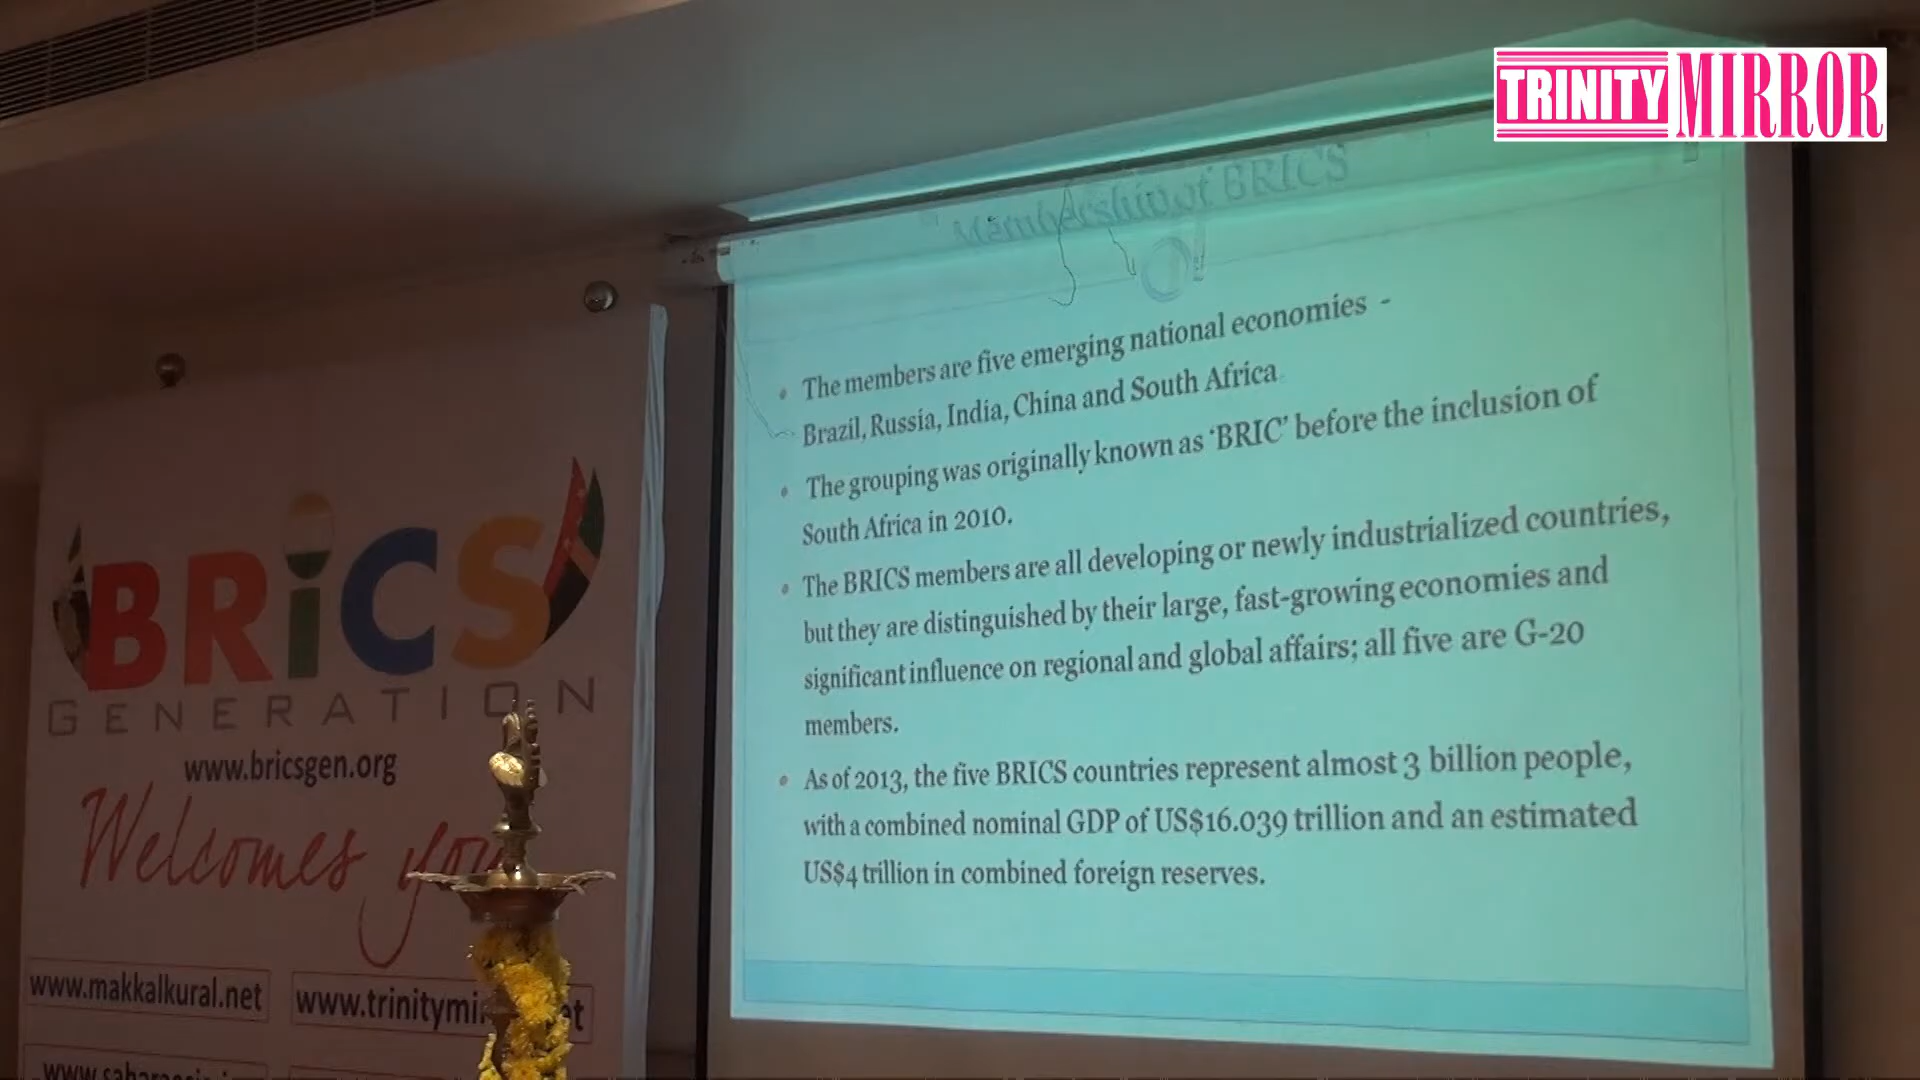 TRINITY MIRROR
Membership of BRICS
• The members are five emerging national economies -
Brazil, Russia, India, China and South Africa
• The grouping was originally known as ‘BRIC’ before the inclusion of
South Africa in 2010.
• The BRICS members are all developing or newly industrialized countries,
but they are distinguished by their large, fast-growing economies and
significant influence on regional and global affairs; all five are G-20
members.
• As of 2013, the five BRICS countries represent almost 3 billion people,
with a combined nominal GDP of US$16.039 trillion and an estimated
US$4 trillion in combined foreign reserves.
BRiCS
GENERATION
www.bricsgen.org
Welcomes you
www.makkalkural.net